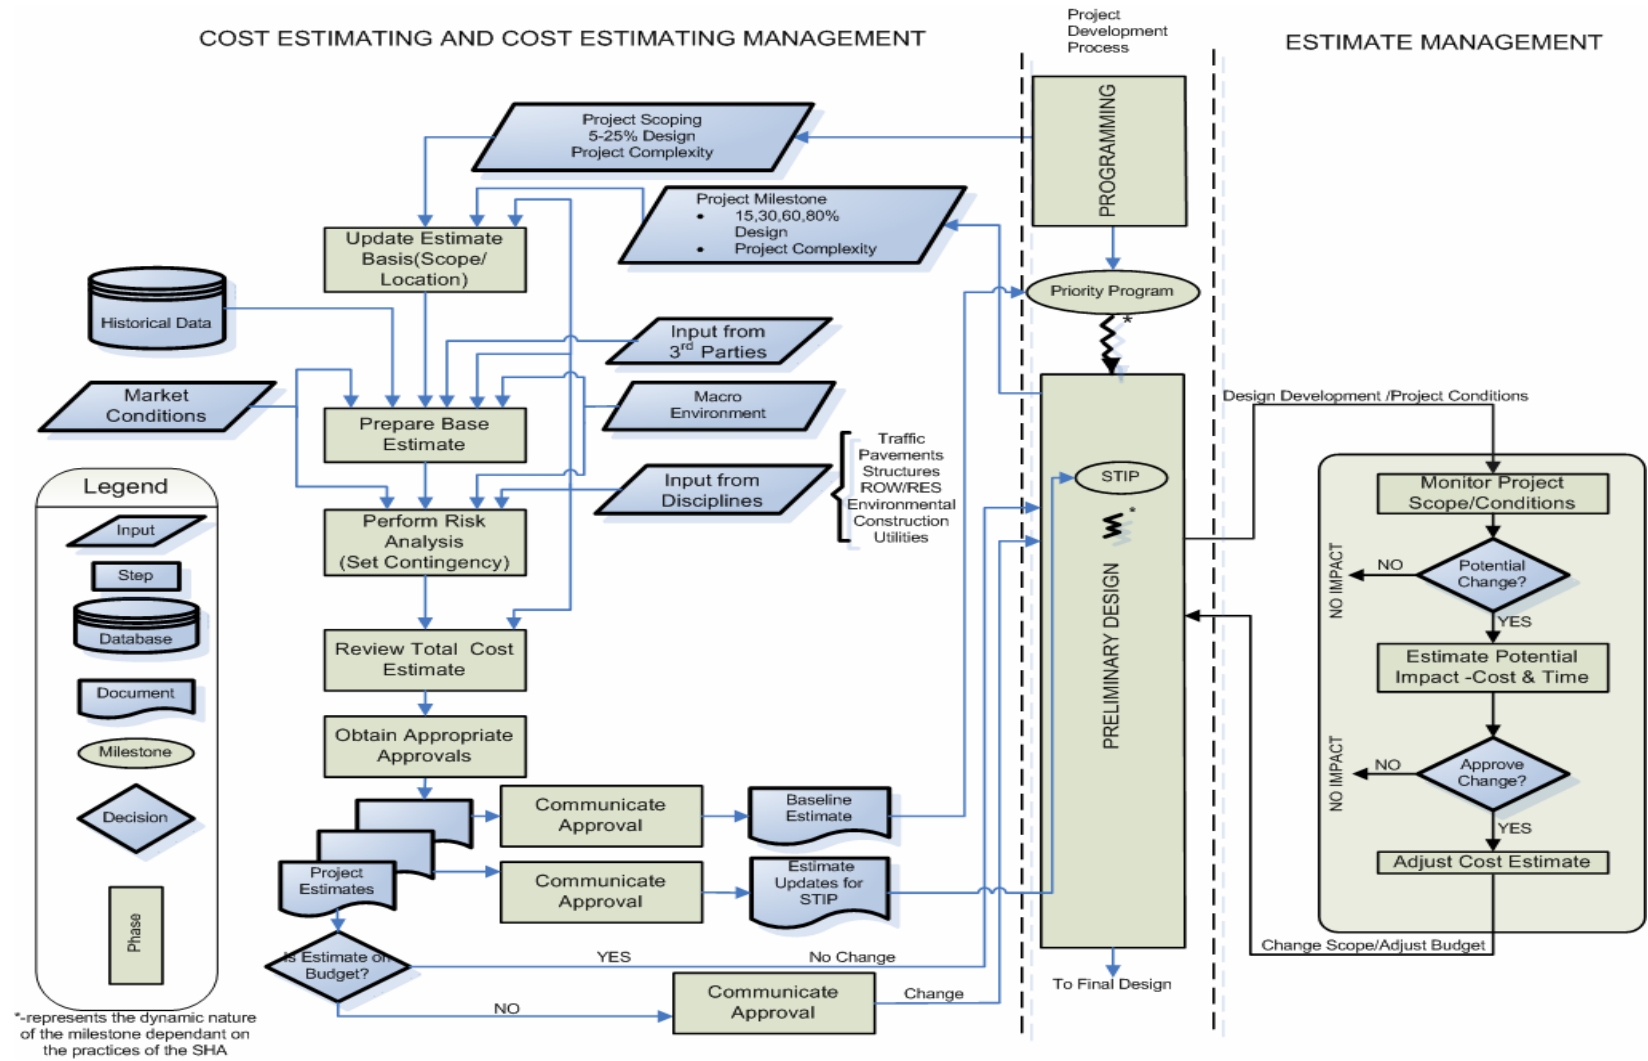 COST ESTIMATING AND COST ESTIMATING MANAGEMENT
Project
Development
Process
ESTIMATE MANAGEMENT
Project Scoping
5-25% Design
Project Complexity
PROGRAMMING
Project Milestone
• 15,30,60,80%
Design
• Project Complexity
Update Estimate
Basis(Scope/
Location)
Historical Data
Priority Program
*
Input from
3rd Parties
Market
Conditions
Macro
Environment
Prepare Base
Estimate
Design Development /Project Conditions
Traffic
Pavements
Structures
ROW/RES
Environmental
Construction
Utilities
Input from
Disciplines
STIP
*
PRELIMINARY DESIGN
Monitor Project
Scope/Conditions
Legend
Input
Step
Database
Document
Milestone
Decision
Phase
Perform Risk
Analysis
(Set Contingency)
Potential
Change?
NO
NO IMPACT
YES
Review Total Cost
Estimate
Estimate Potential
Impact -Cost & Time
Obtain Appropriate
Approvals
Approve
Change?
NO
NO IMPACT
YES
Communicate
Approval
Baseline
Estimate
Adjust Cost Estimate
Project
Estimates
Communicate
Approval
Estimate
Updates for
STIP
Is Estimate on
Budget?
YES
No Change
Change Scope/Adjust Budget
NO
Communicate
Approval
Change
To Final Design
*-represents the dynamic nature
of the milestone dependant on
the practices of the SHA